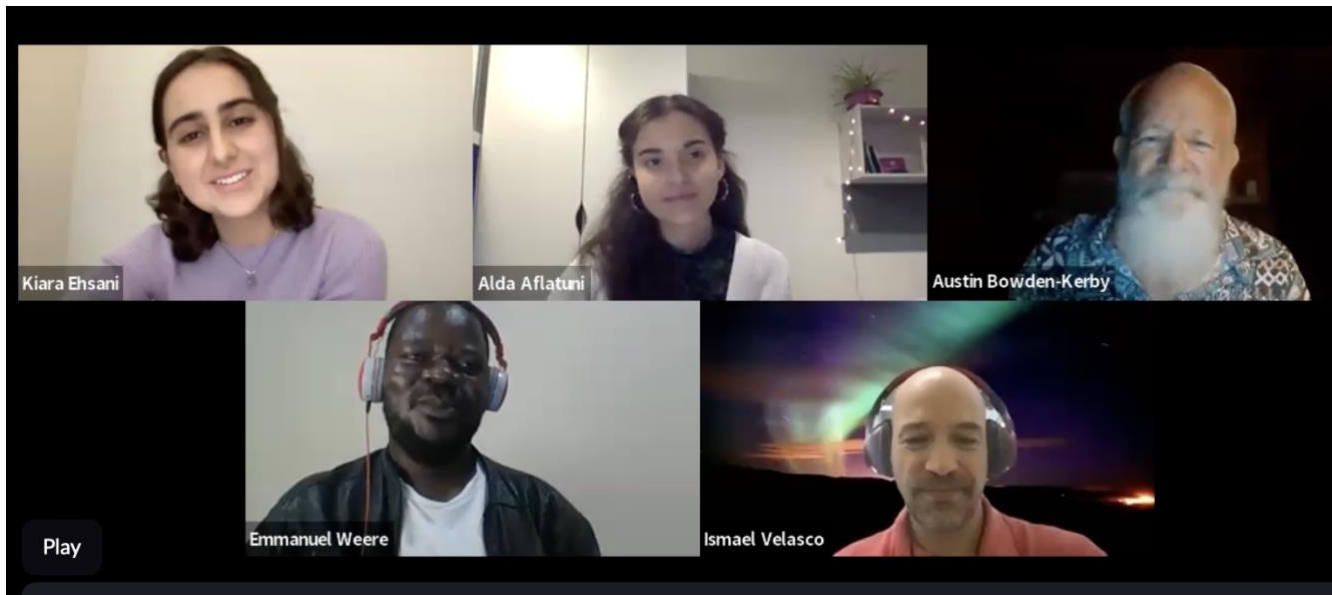 Kiara Ehsani
Alda Aflatuni
Austin Bowden-Kerby
Emmanuel Weere
Ismael Velasco
Play